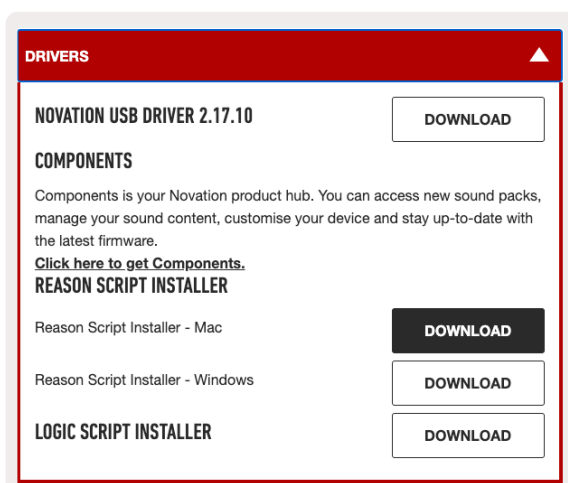 DRIVERS
NOVATION USB DRIVER 2.17.10
DOWNLOAD
COMPONENTS
Components is your Novation product hub. You can access new sound packs,
manage your sound content, customise your device and stay up-to-date with
the latest firmware.
Click here to get Components.
REASON SCRIPT INSTALLER
Reason Script Installer - Mac
DOWNLOAD
Reason Script Installer - Windows
DOWNLOAD
LOGIC SCRIPT INSTALLER
DOWNLOAD